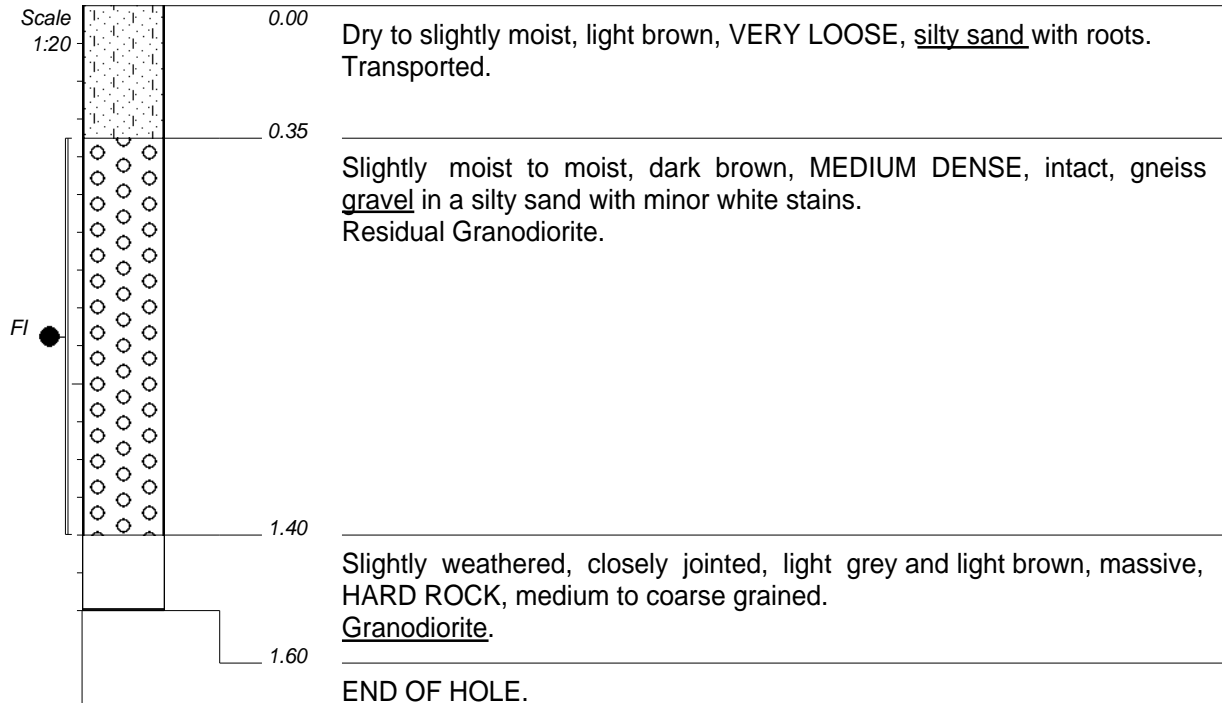 Scale
1:20
0.00
Dry to slightly moist, light brown, VERY LOOSE, silty sand with roots.
Transported.
0.35
Slightly moist to moist, dark brown, MEDIUM DENSE, intact, gneiss
gravel in a silty sand with minor white stains.
Residual Granodiorite.
FI
1.40
Slightly weathered, closely jointed, light grey and light brown, massive,
HARD ROCK, medium to coarse grained.
Granodiorite.
1.60
END OF HOLE.